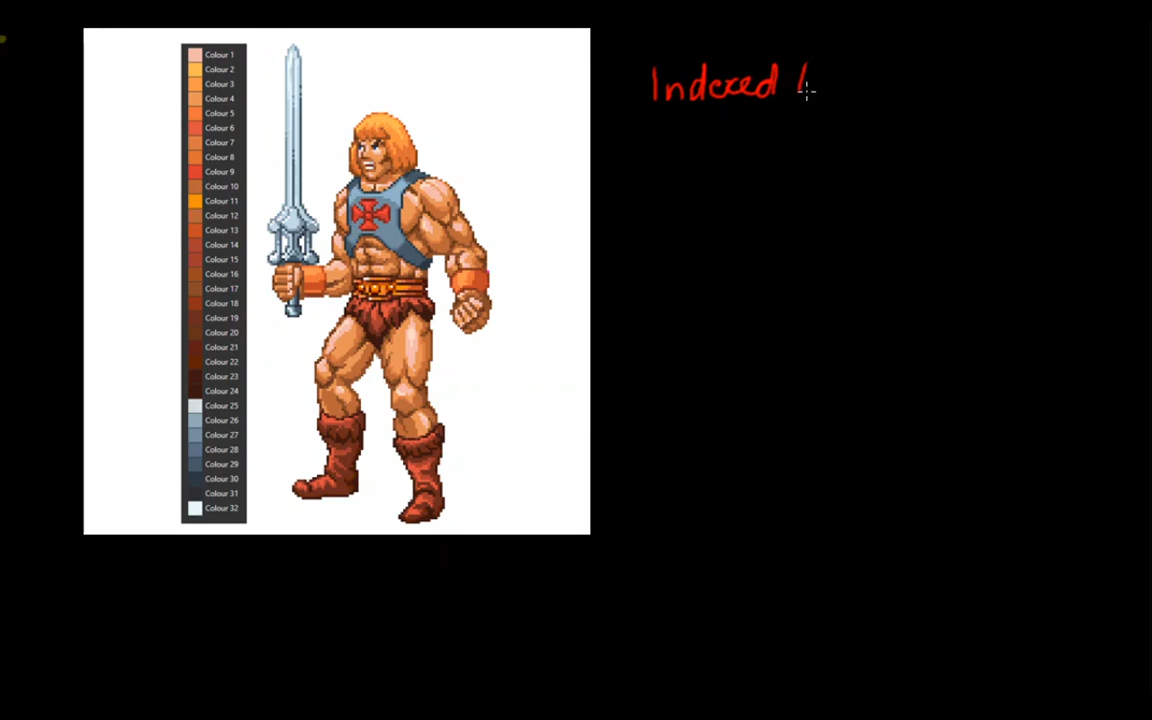 Colour 1
Colour 2
Colour 3
Colour 4
Colour 5
Colour 6
Colour 7
Colour 8
Colour 9
Colour 10
Colour 11
Colour 12
Colour 13
Colour 14
Colour 15
Colour 16
Colour 17
Colour 18
Colour 19
Colour 20
Colour 21
Colour 22
Colour 23
Colour 24
Colour 25
Colour 26
Colour 27
Colour 28
Colour 29
Colour 30
Colour 31
Colour 32
Indexed